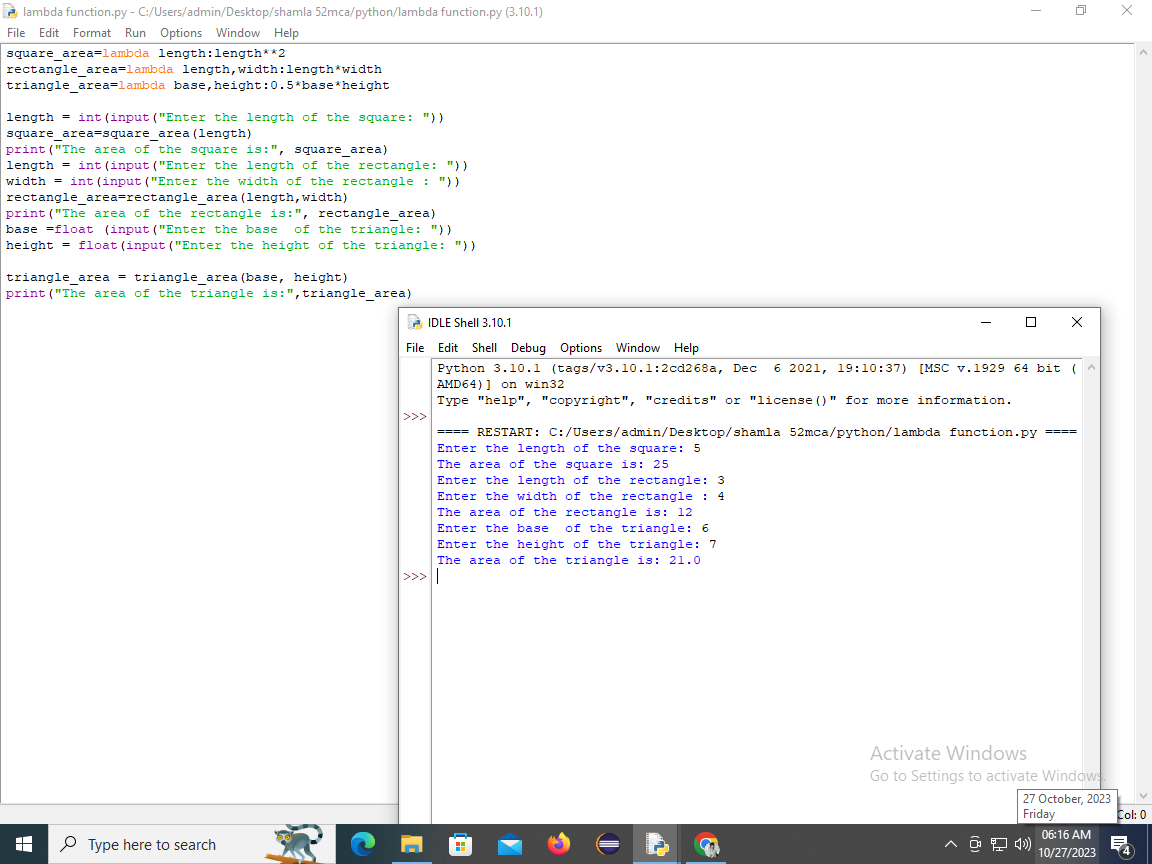 lambda function.py - C:/Users/admin/Desktop/shamla 52mca/python/lambda function.py (3.10.1)
File Edit Format Run Options Window Help
square_area=lambda length:length**2
rectangle_area=lambda length,width:length*width
triangle_area=lambda base,height:0.5*base*height
length = int(input("Enter the length of the square: "))
square_area=square_area(length)
print("The area of the square is:", square_area)
length = int(input("Enter the length of the rectangle: "))
width = int(input("Enter the width of the rectangle : "))
rectangle_area=rectangle_area(length,width)
print("The area of the rectangle is:", rectangle_area)
base =float (input("Enter the base  of the triangle: "))
height = float(input("Enter the height of the triangle: "))
triangle_area = triangle_area(base, height)
print("The area of the triangle is:",triangle_area)
IDLE Shell 3.10.1
File Edit Shell Debug Options Window Help
Python 3.10.1 (tags/v3.10.1:2cd268a, Dec  6 2021, 19:10:37) [MSC v.1929 64 bit (
AMD64)] on win32
Type "help", "copyright", "credits" or "license()" for more information.
>>>
==== RESTART: C:/Users/admin/Desktop/shamla 52mca/python/lambda function.py ====
Enter the length of the square: 5
The area of the square is: 25
Enter the length of the rectangle: 3
Enter the width of the rectangle : 4
The area of the rectangle is: 12
Enter the base  of the triangle: 6
Enter the height of the triangle: 7
The area of the triangle is: 21.0
>>>
Activate Windows
Go to Settings to activate Windows.
27 October, 2023
Friday
Col: 0
Type here to search
06:16 AM
10/27/2023
4